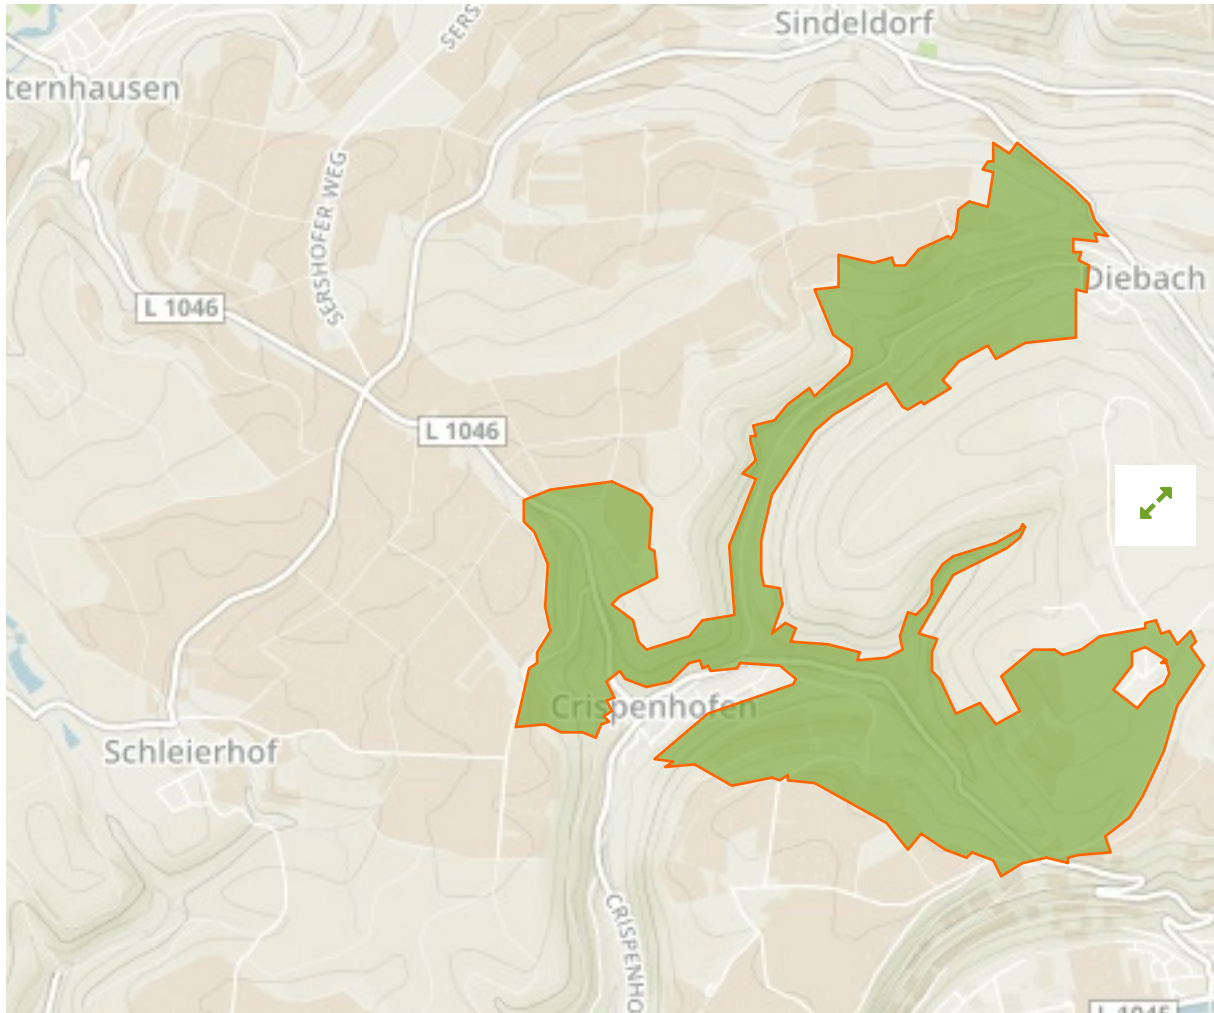 Sindeldorf
SERS
ternhausen
SERSHOFER WEG
Diebach
L 1046
L 1046
Crispenhofen
Schleierhof
CRISPENHO
L 1045